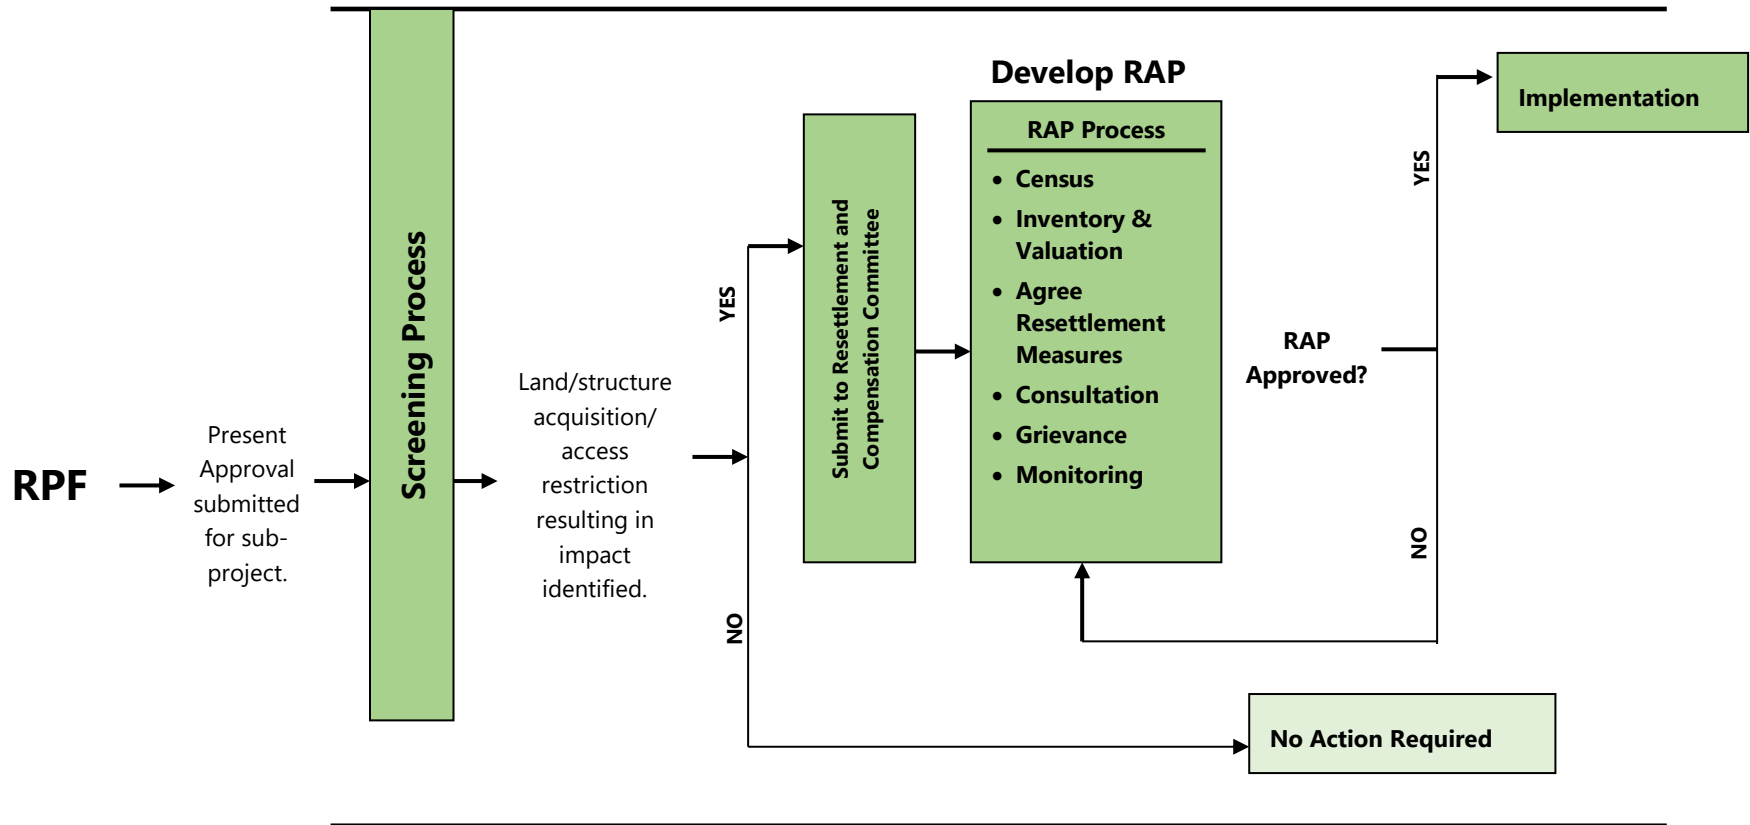 RPF
Present
Approval
submitted
for sub-
project.
Screening Process
Land/structure
acquisition/
access
restriction
resulting in
impact
identified.
YES
NO
Submit to Resettlement and
Compensation Committee
Develop RAP
RAP Process
• Census
• Inventory &
Valuation
• Agree
Resettlement
Measures
• Consultation
• Grievance
• Monitoring
RAP
Approved?
YES
NO
Implementation
No Action Required